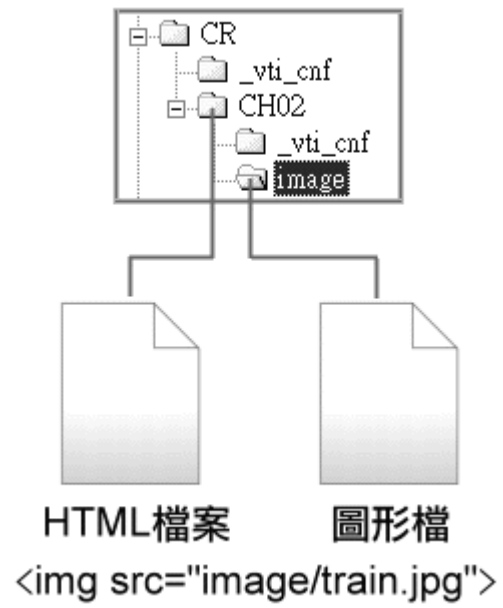 CR
_vti_cnf
CH02
_vti_cnf
image
HTML檔案
圖形檔
<img src="image/train.jpg">